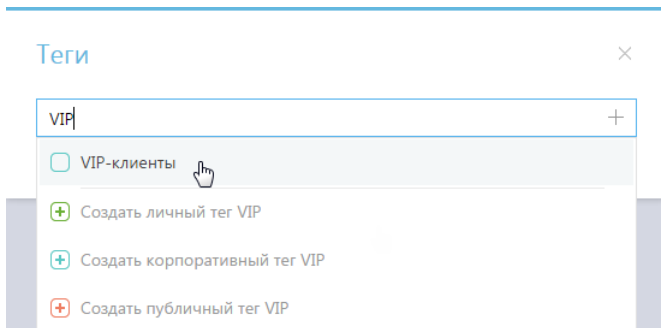 Теги
VIP
VIP-клиенты
Создать личный тег VIP
Создать корпоративный тег VIP
Создать публичный тег VIP